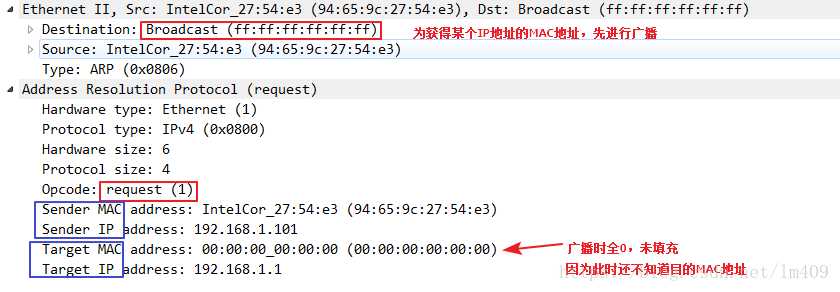 Ethernet II, Src: IntelCor_27:54:e3 (94:65:9c:27:54:e3), Dst: Broadcast (ff:ff:ff:ff:ff:ff)
Destination: Broadcast (ff:ff:ff:ff:ff:ff) 为获得某个IP地址的MAC地址，先进行广播
Source: IntelCor_27:54:e3 (94:65:9c:27:54:e3)
Type: ARP (0x0806)
Address Resolution Protocol (request)
Hardware type: Ethernet (1)
Protocol type: IPv4 (0x0800)
Hardware size: 6
Protocol size: 4
Opcode: request (1)
Sender MAC address: IntelCor_27:54:e3 (94:65:9c:27:54:e3)
Sender IP address: 192.168.1.101
Target MAC address: 00:00:00_00:00:00 (00:00:00:00:00:00) 广播时全0，未填充
Target IP address: 192.168.1.1 因为此时还不知道目的MAC地址
net/lm409